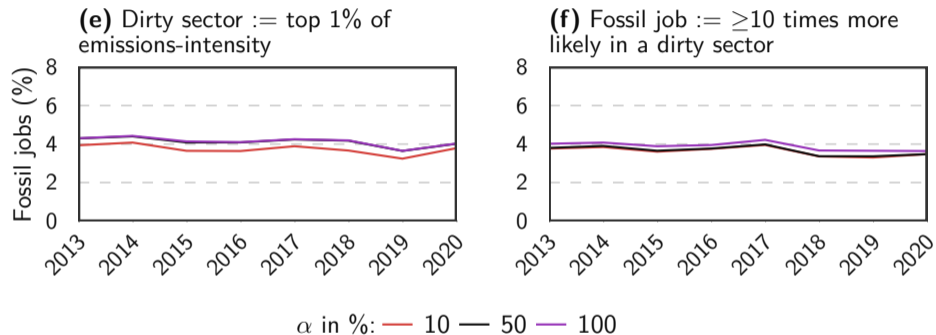 (e) Dirty sector := top 1% of
emissions-intensity
(f) Fossil job := ≥10 times more
likely in a dirty sector
Fossil jobs (%)
8
6
4
2
0
2013 2014 2015 2016 2017 2018 2019 2020
8
6
4
2
0
2013 2014 2015 2016 2017 2018 2019 2020
α in %: 10 50 100